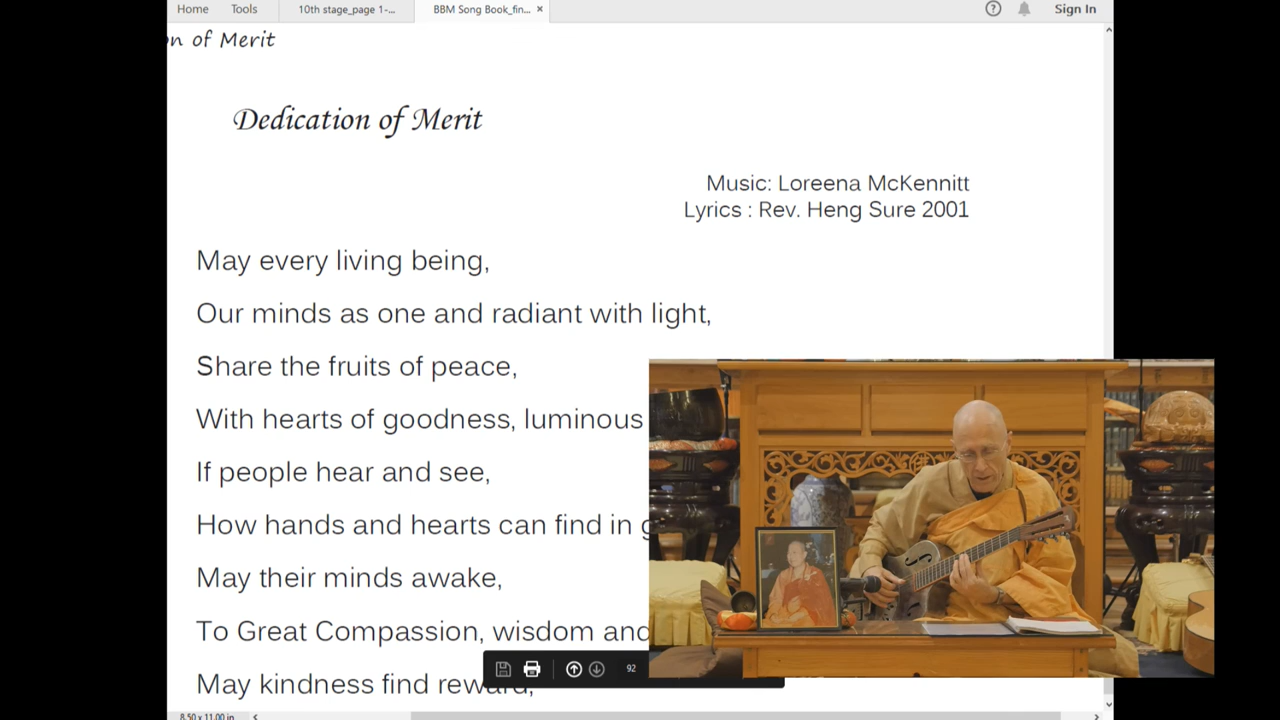 Home Tools 10th stage_page 1-... BBM Song Book_fin... × ? Sign In
on of Merit
Dedication of Merit
Music: Loreena McKennitt
Lyrics : Rev. Heng Sure 2001
May every living being,
Our minds as one and radiant with light,
Share the fruits of peace,
With hearts of goodness, luminous
If people hear and see,
How hands and hearts can find in g
May their minds awake,
To Great Compassion, wisdom and
92
May kindness find reward,
8.50 x 11.00 in